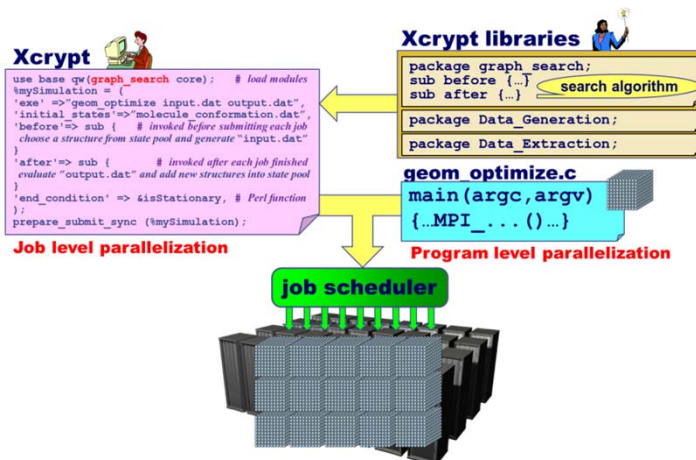 Xcrypt
use base qw(graph_search core);   # load modules
%mySimulation = {
'exe' =>"geom_optimize input.dat output.dat",
'initial_states'=>"molecule_conformation.dat",
'before'=> sub {   # invoked before submitting each job
choose a structure from state pool and generate "input.dat"
}
'after'=> sub {   # invoked after each job finished
evaluate "output.dat" and add new structures into state pool
}
'end_condition' => &isStationary, # Perl function
);
prepare_submit_sync (%mySimulation);
Job level parallelization
Xcrypt libraries
package graph_search;
sub before {…}
sub after {…}
search algorithm
package Data_Generation;
package Data_Extraction;
geom_optimize.c
main(argc,argv)
{…MPI_...()…}
Program level parallelization
job scheduler